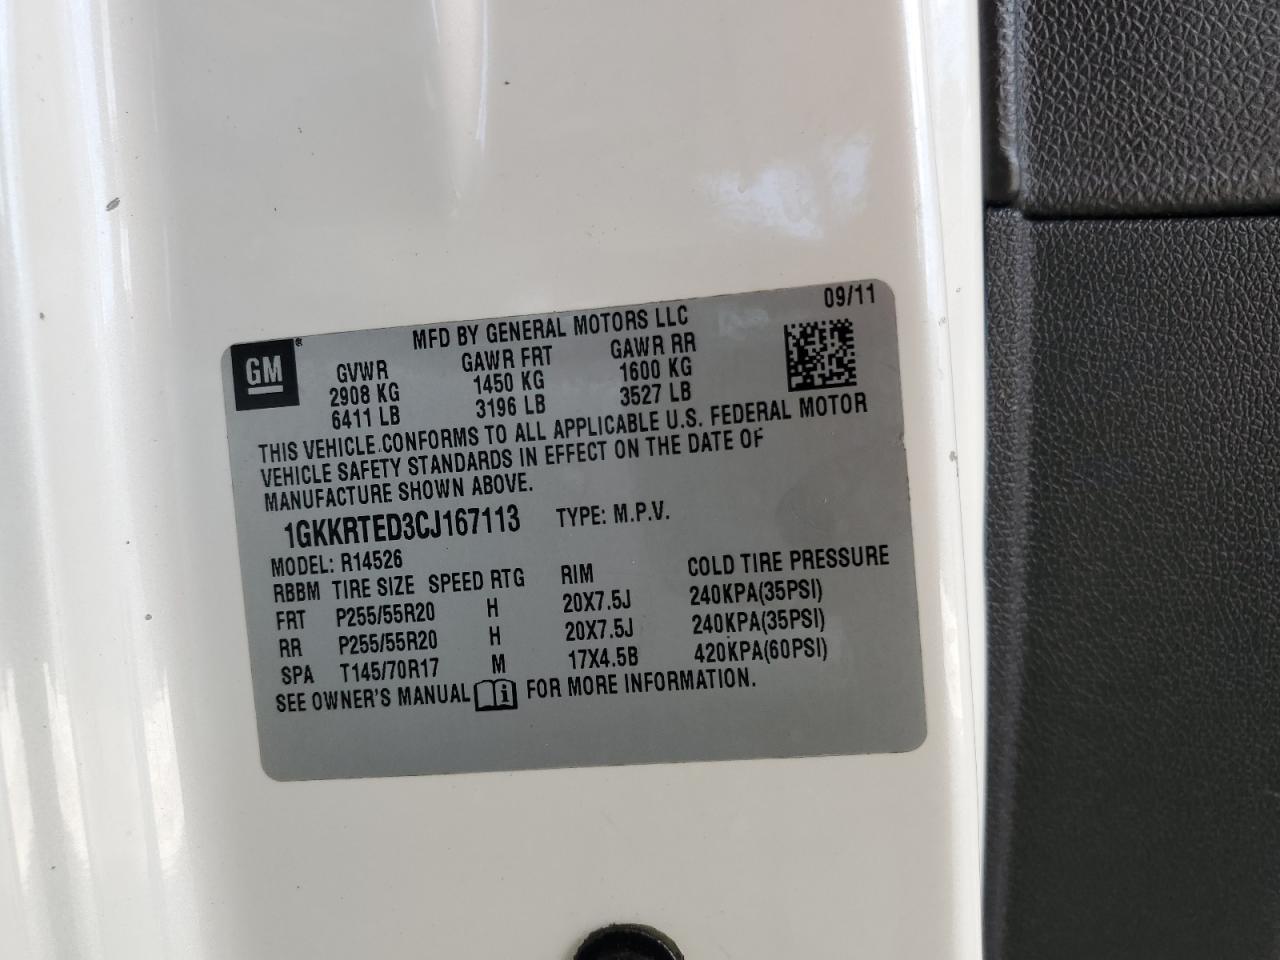 MFD BY GENERAL MOTORS LLC 09/11
GM®
GVWR GAWR FRT GAWR RR
2908 KG 1450 KG 1600 KG
6411 LB 3196 LB 3527 LB
THIS VEHICLE CONFORMS TO ALL APPLICABLE U.S. FEDERAL MOTOR
VEHICLE SAFETY STANDARDS IN EFFECT ON THE DATE OF
MANUFACTURE SHOWN ABOVE.
1GKKRTED3CJ167113 TYPE: M.P.V.
MODEL: R14526
RBBM TIRE SIZE SPEED RTG RIM COLD TIRE PRESSURE
FRT P255/55R20 H 20X7.5J 240KPA(35PSI)
RR P255/55R20 H 20X7.5J 240KPA(35PSI)
SPA T145/70R17 M 17X4.5B 420KPA(60PSI)
SEE OWNER'S MANUAL i FOR MORE INFORMATION.